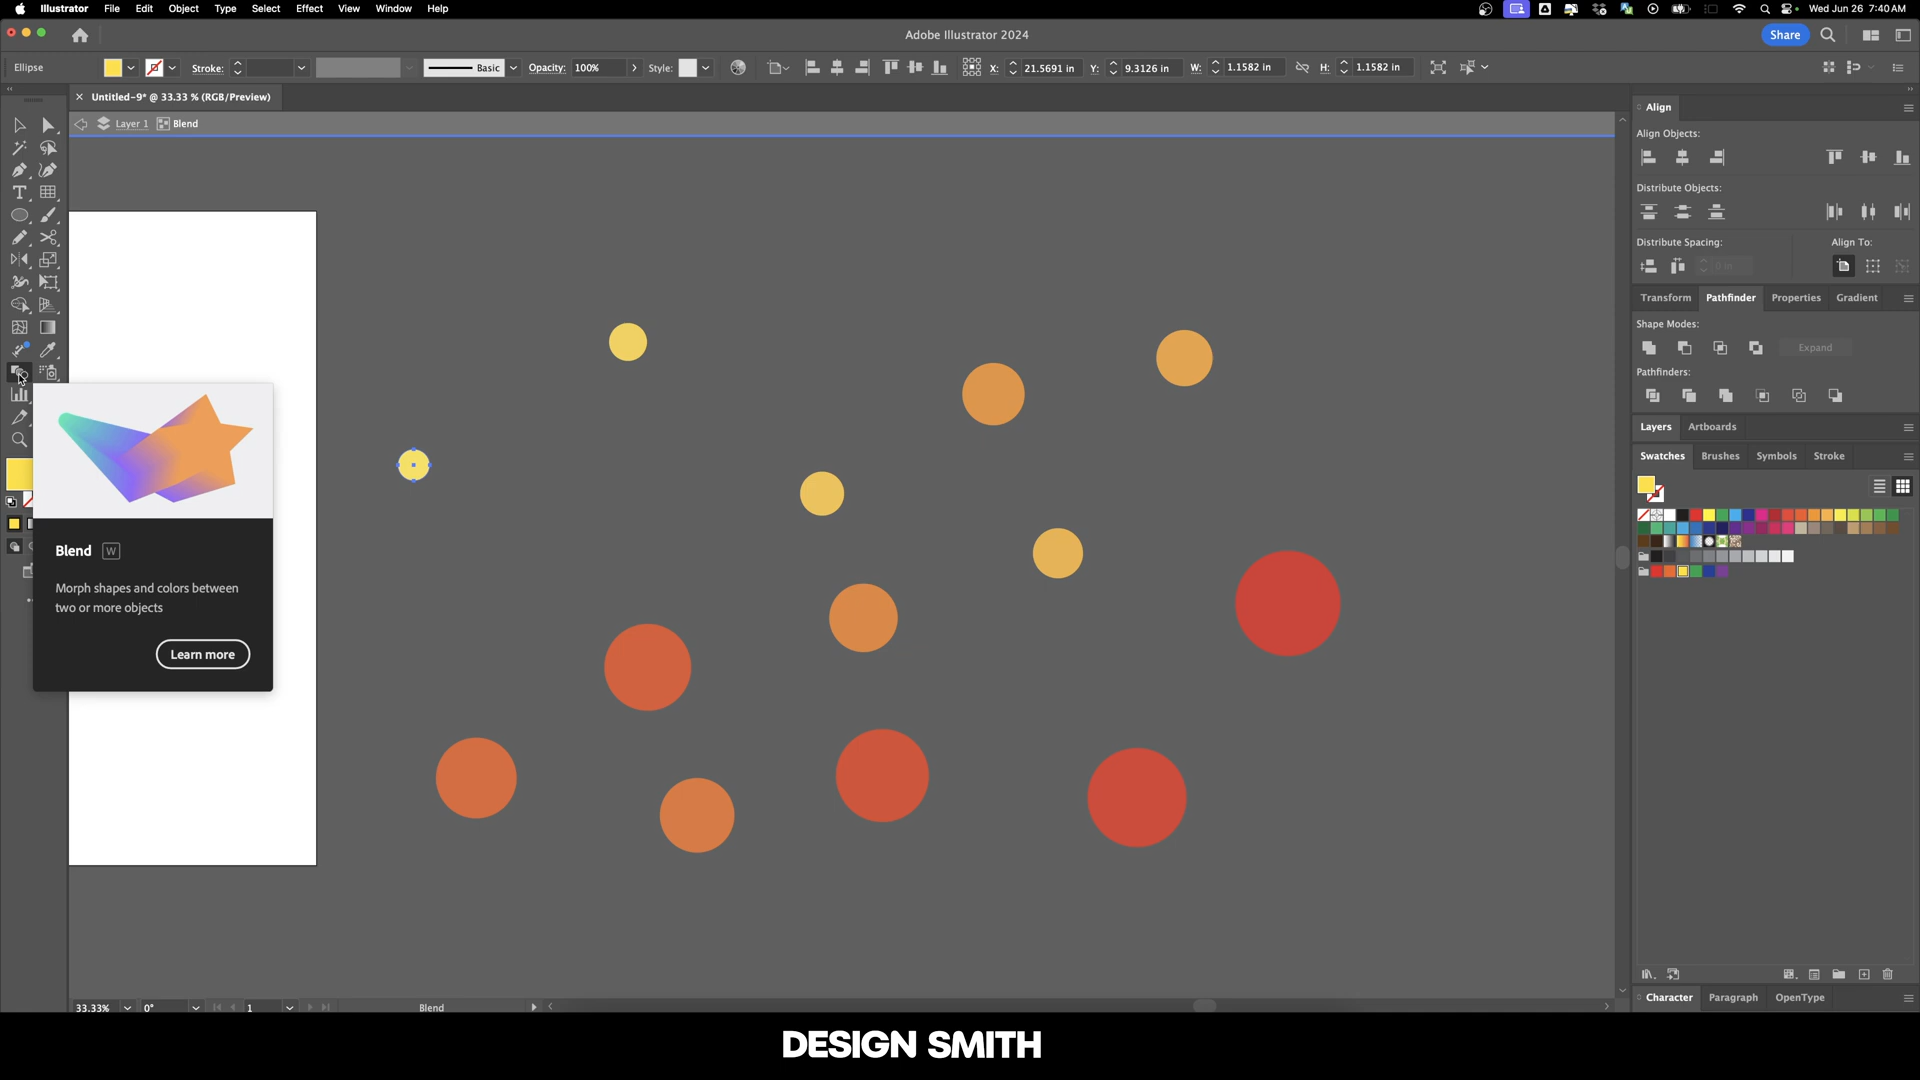 Illustrator File Edit Object Type Select Effect View Window Help
Wed Jun 26 7:40 AM
Adobe Illustrator 2024
Share
Ellipse
Stroke:
Basic
Opacity: 100%
Style:
X: 21.5691 in
Y: 9.3126 in
W: 1.1582 in
H: 1.1582 in
Untitled-9* @ 33.33 % (RGB/Preview)
Layer 1
Blend
Blend W
Morph shapes and colors between
two or more objects
Learn more
Align
Align Objects:
Distribute Objects:
Distribute Spacing:
Align To:
0 in
Transform Pathfinder Properties Gradient
Shape Modes:
Expand
Pathfinders:
Layers Artboards
Swatches Brushes Symbols Stroke
Character Paragraph OpenType
33.33% 0° 1 Blend
DESIGN SMITH